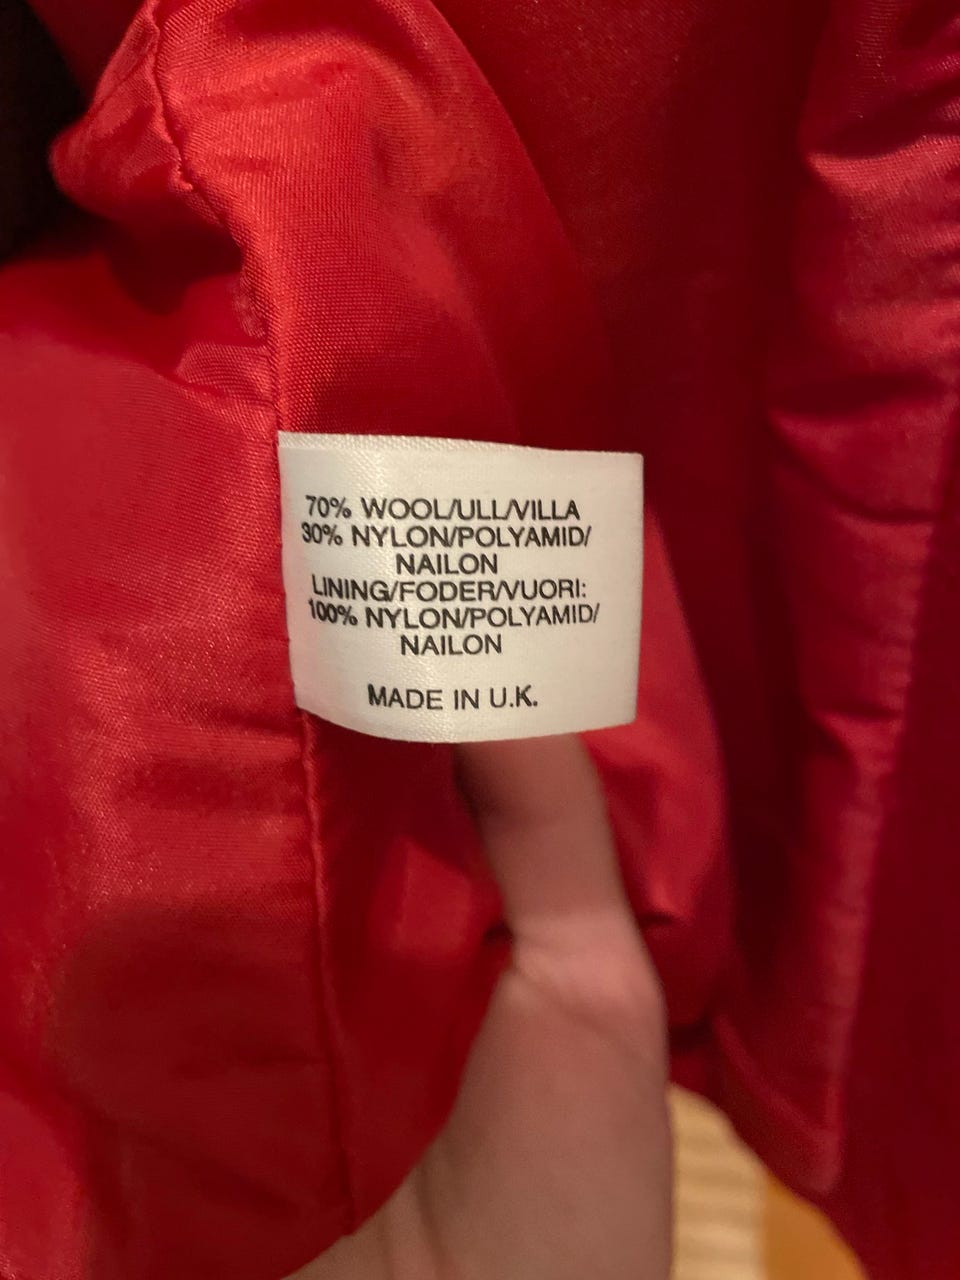 70% WOOL/ULL/VILLA
30% NYLON/POLYAMID/
NAILON
LINING/FODER/VUORI:
100% NYLON/POLYAMID/
NAILON
MADE IN U.K.